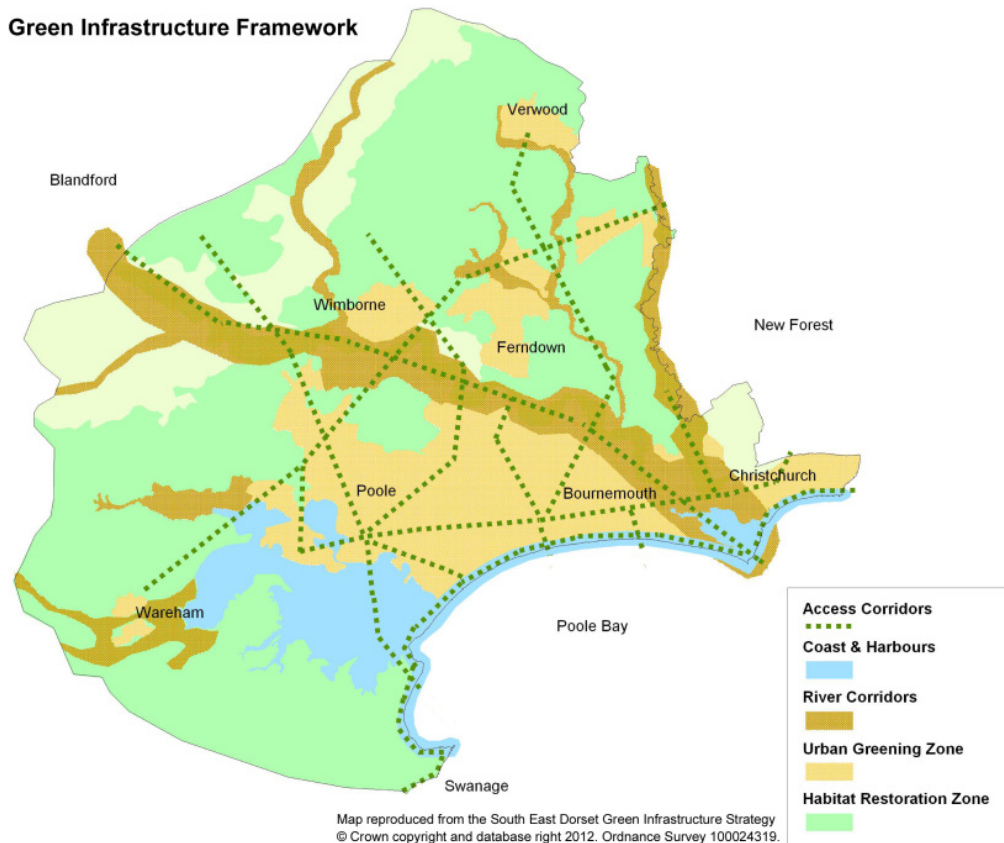 Green Infrastructure Framework
Verwood
Blandford
Wimborne
New Forest
Ferndown
Christchurch
Poole
Bournemouth
Wareham
Poole Bay
Swanage
Access Corridors
Coast & Harbours
River Corridors
Urban Greening Zone
Habitat Restoration Zone
Map reproduced from the South East Dorset Green Infrastructure Strategy
© Crown copyright and database right 2012. Ordnance Survey 100024319.